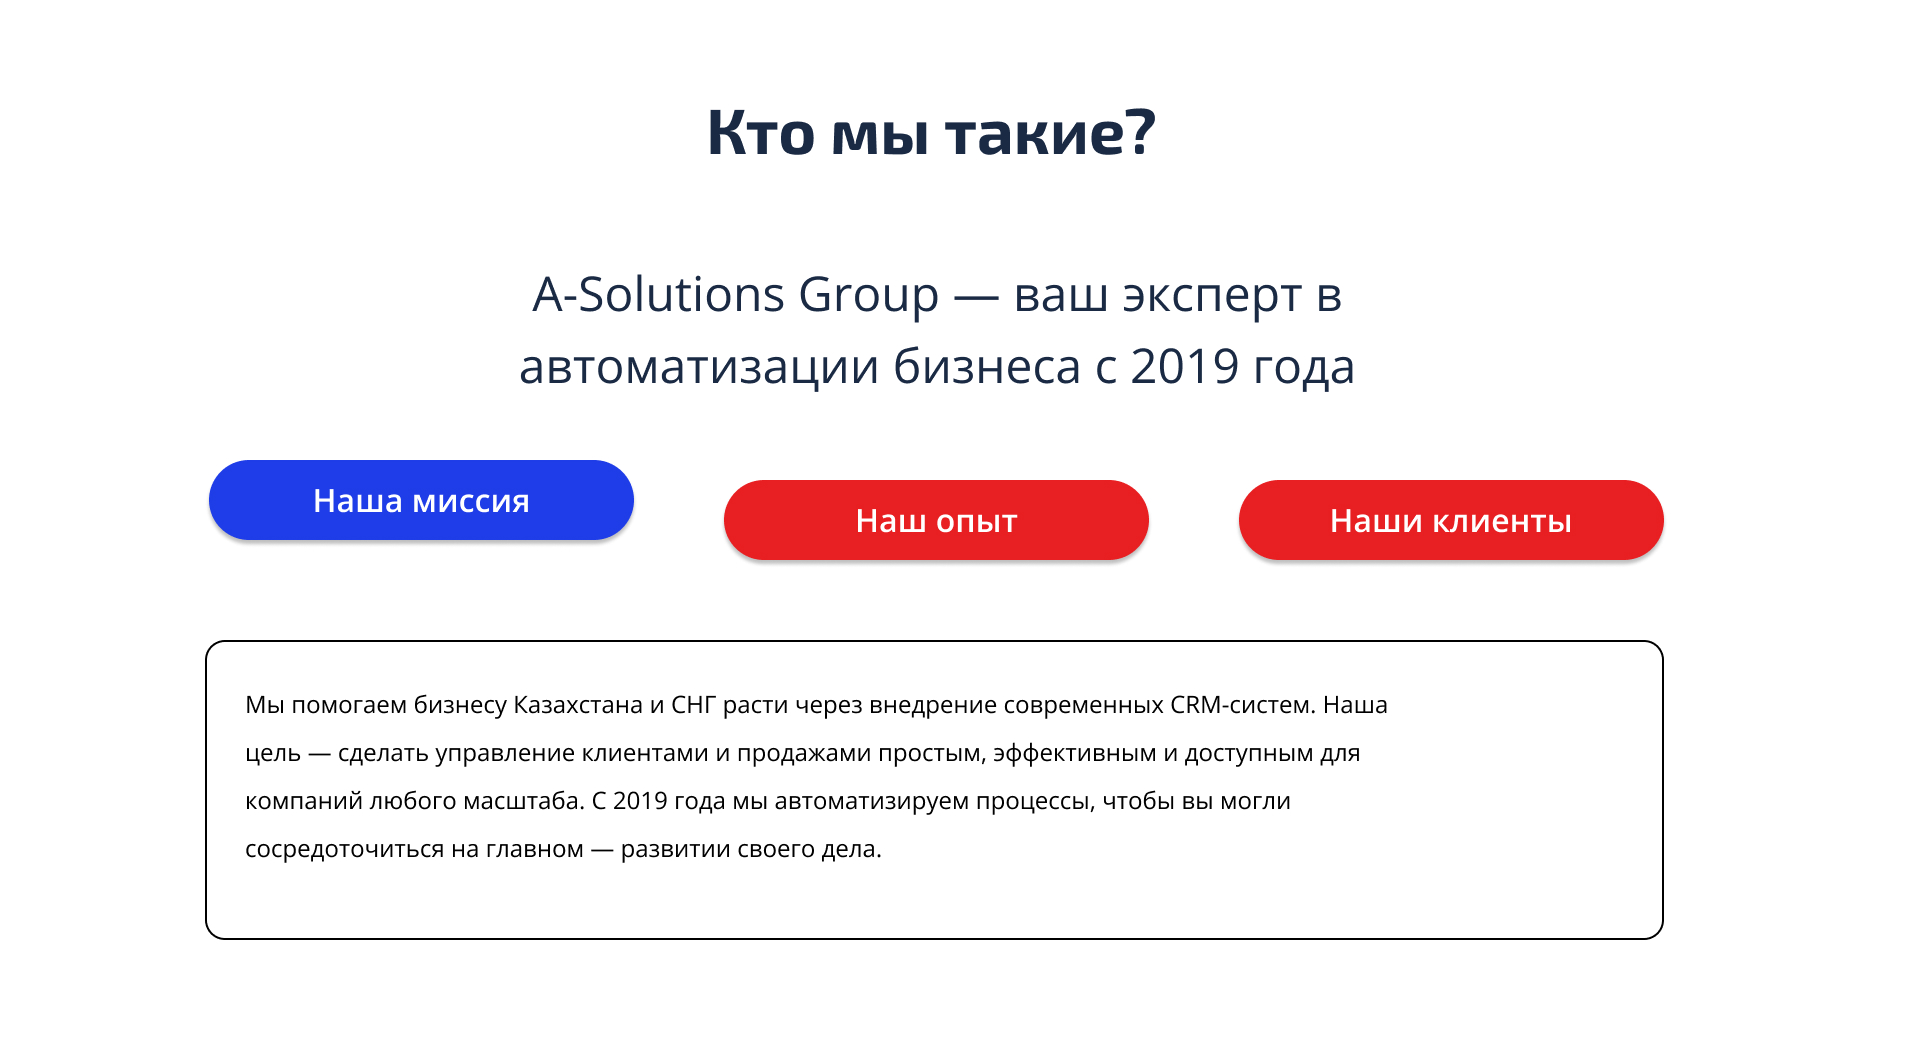 Кто мы такие?
A-Solutions Group — ваш эксперт в
автоматизации бизнеса с 2019 года
Наша миссия
Наш опыт
Наши клиенты
Мы помогаем бизнесу Казахстана и СНГ расти через внедрение современных CRM-систем. Наша
цель — сделать управление клиентами и продажами простым, эффективным и доступным для
компаний любого масштаба. С 2019 года мы автоматизируем процессы, чтобы вы могли
сосредоточиться на главном — развитии своего дела.